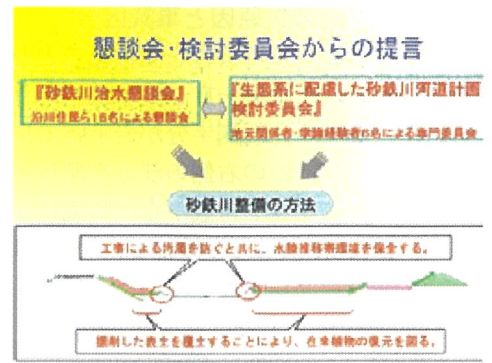 懇談会・検討委員会からの提言
『砂鉄川治水懇談会』
沿川住民ら15名による懇談会
『生態系に配慮した砂鉄川河道計画
検討委員会』
地元関係者・学識経験者6名による専門委員会
砂鉄川整備の方法
工事による汚濁を防ぐと共に、水陸推移帯環境を保全する。
掘削した表土を覆土することにより、在来植物の復元を図る。